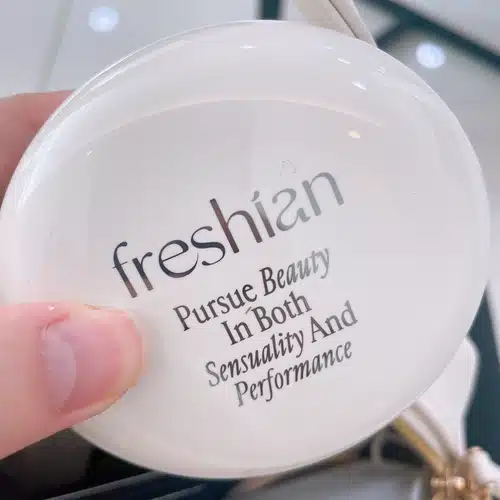 freshian
Pursue Beauty
In Both
Sensuality And
Performance